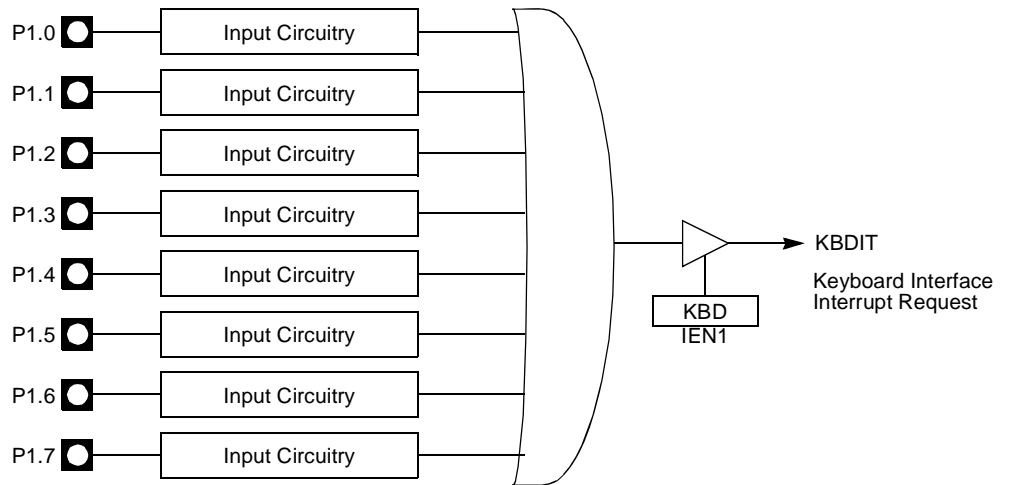 P1.0 Input Circuitry
P1.1 Input Circuitry
P1.2 Input Circuitry
P1.3 Input Circuitry
P1.4 Input Circuitry
P1.5 Input Circuitry
P1.6 Input Circuitry
P1.7 Input Circuitry
KBDIT
Keyboard Interface
Interrupt Request
KBD
IEN1